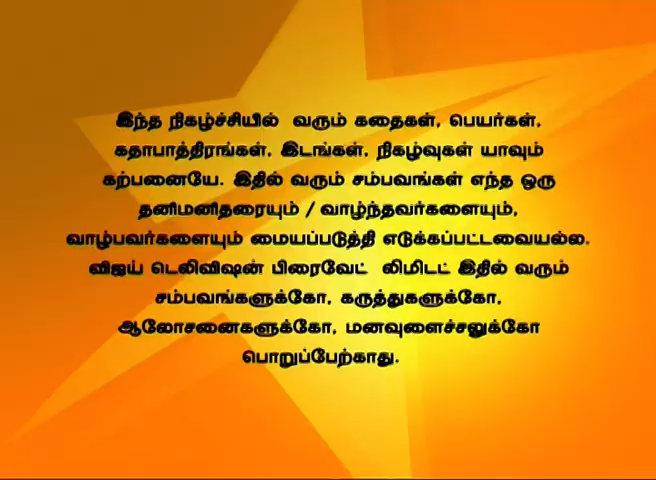 இந்த நிகழ்ச்சியில் வரும் கதைகள், பெயர்கள்,
கதாபாத்திரங்கள், இடங்கள், நிகழ்வுகள் யாவும்
கற்பனையே. இதில் வரும் சம்பவங்கள் எந்த ஒரு
தனிமனிதரையும் / வாழ்ந்தவர்களையும்,
வாழ்பவர்களையும் மையப்படுத்தி எடுக்கப்பட்டவையல்ல.
விஜய் டெலிவிஷன் பிரைவேட் லிமிடட் இதில் வரும்
சம்பவங்களுக்கோ, கருத்துகளுக்கோ,
ஆலோசனைகளுக்கோ, மனவுளைச்சலுக்கோ
பொறுப்பேற்காது.